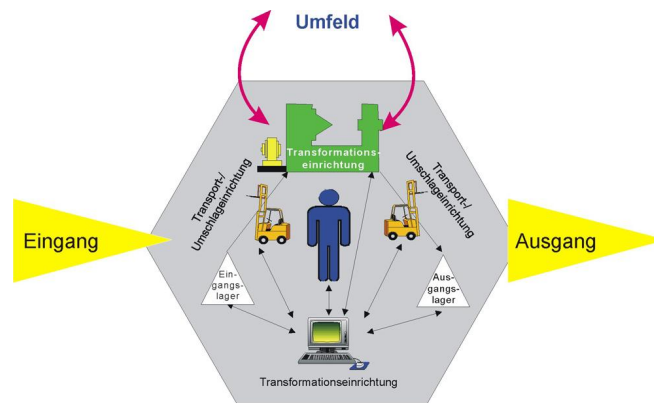 Umfeld
Transformations-
einrichtung
Transport-/
Umschlageinrichtung
Transport-/
Umschlageinrichtung
Eingang
Ausgang
Ein-
gangs-
lager
Aus-
gangs-
lager
Transformationseinrichtung